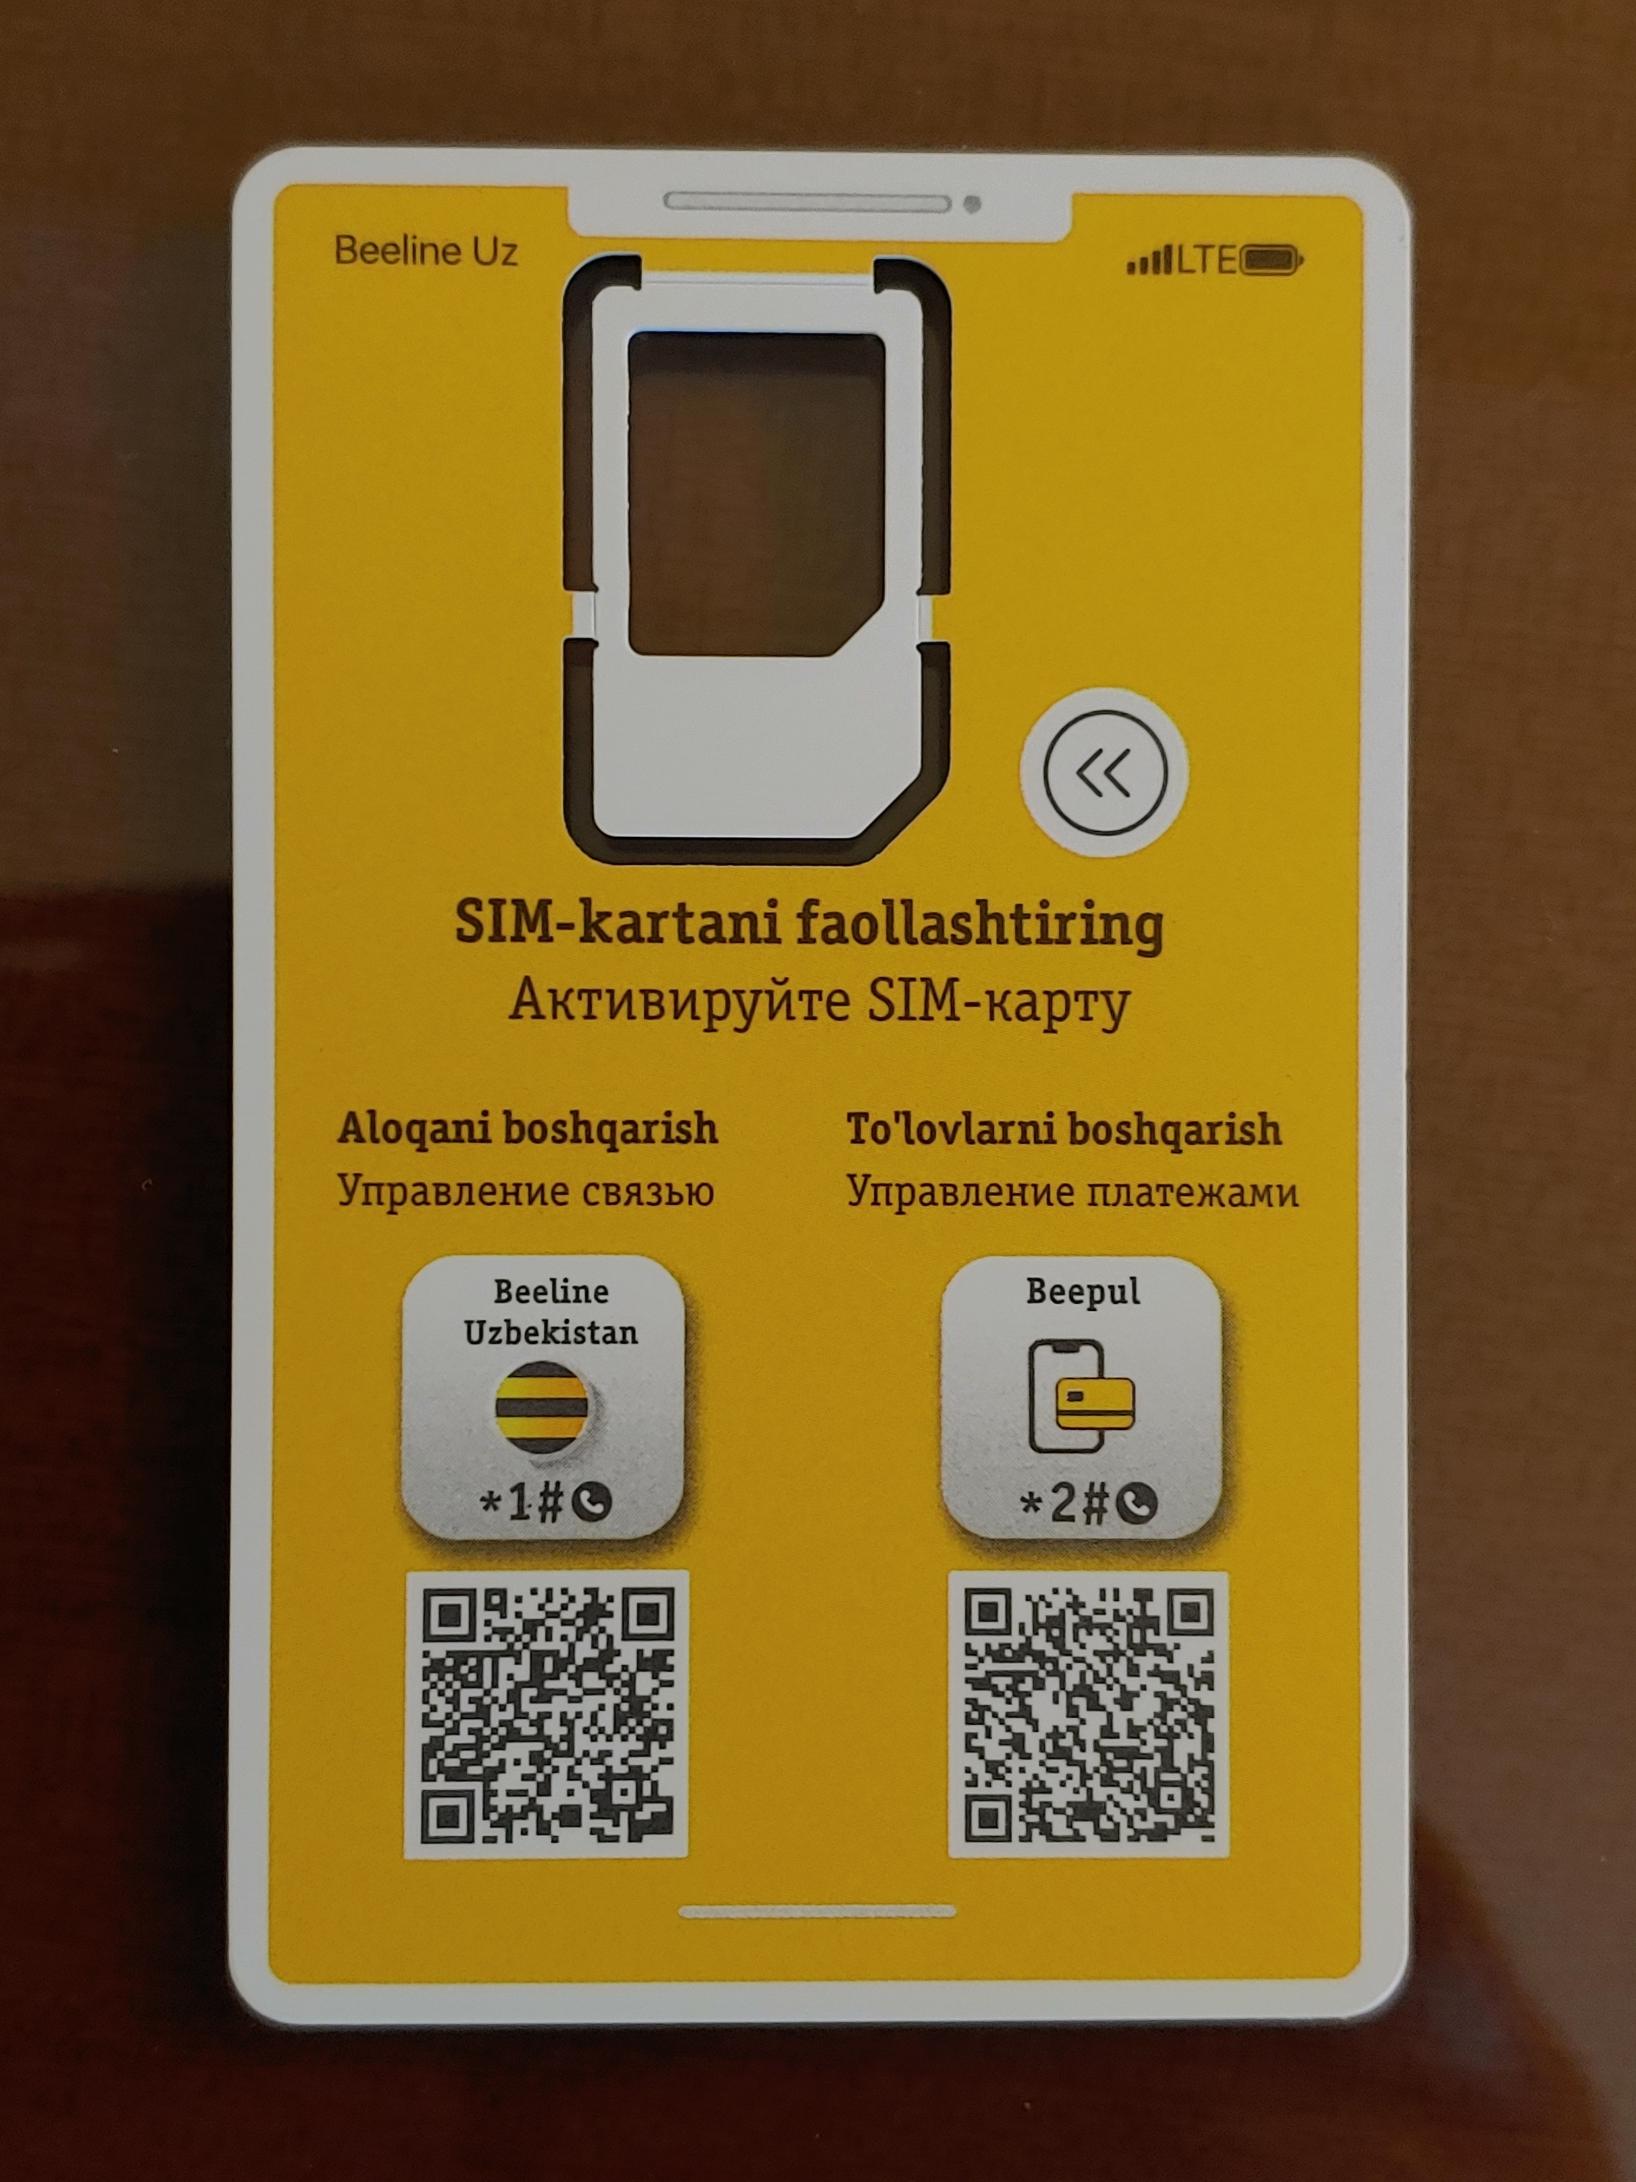 Beeline Uz
LTE
SIM-kartani faollashtiring
Активируйте SIM-карту
Aloqani boshqarish
Управление связью
To'lovlarni boshqarish
Управление платежами
Beeline
Uzbekistan
*1#
Beepul
*2#